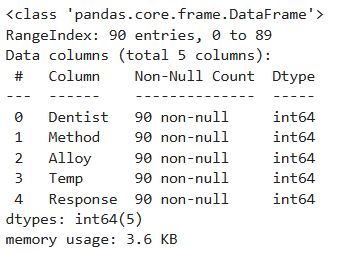 <class 'pandas.core.frame.DataFrame'>
RangeIndex: 90 entries, 0 to 89
Data columns (total 5 columns):
 #   Column    Non-Null Count  Dtype
---  ------    --------------  -----
 0   Dentist   90 non-null     int64
 1   Method    90 non-null     int64
 2   Alloy     90 non-null     int64
 3   Temp      90 non-null     int64
 4   Response  90 non-null     int64
dtypes: int64(5)
memory usage: 3.6 KB